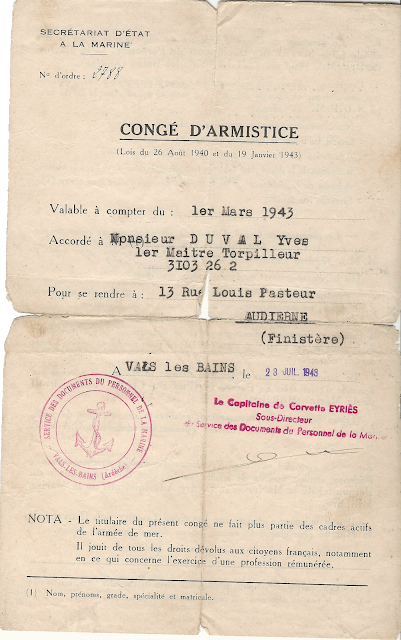 SECRÉTARIAT D'ÉTAT
A LA MARINE
N° d'ordre : 2788
CONGÉ D'ARMISTICE
(Lois du 26 Août 1940 et du 19 Janvier 1943)
Valable à compter du : 1er Mars 1943
Accordé à M (1) Monsieur DUVAL Yves
1er Maitre Torpilleur
3103 26 2
Pour se rendre à : 13 Rue Louis Pasteur
AUDIERNE
(Finistère)
A VALS les BAINS le 23 JUIL 1943
Le Capitaine de Corvette EYRIÈS
Sous-Directeur
Service des Documents du Personnel de la Marine
SERVICE DES DOCUMENTS DU PERSONNEL DE LA MARINE
VALS-LES-BAINS (Ardèche)
NOTA - Le titulaire du présent congé ne fait plus partie des cadres actifs
de l'armée de mer.
Il jouit de tous les droits dévolus aux citoyens français, notamment
en ce qui concerne l'exercice d'une profession rémunérée.
(1) Nom, prénoms, grade, spécialité et matricule.